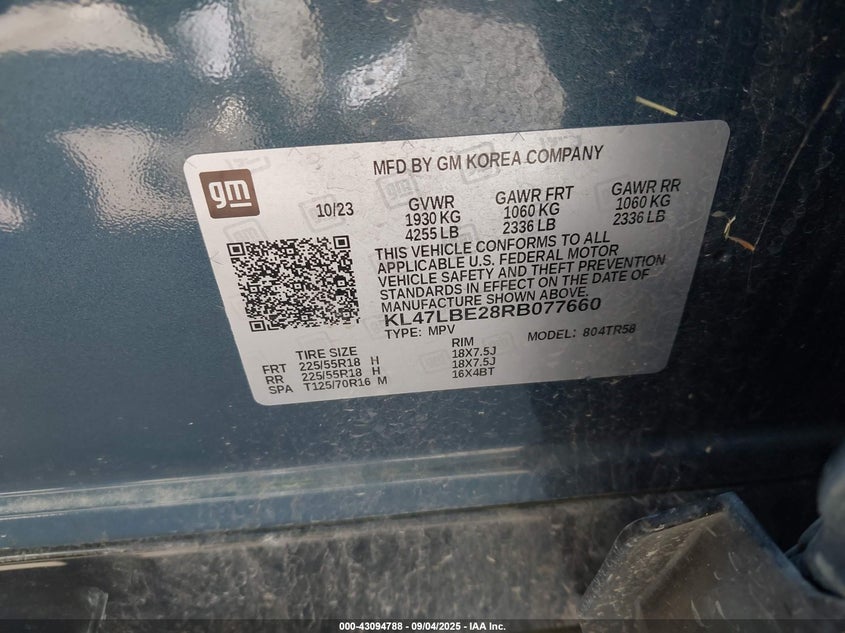 MFD BY GM KOREA COMPANY
gm
10/23
GVWR GAWR FRT GAWR RR
1930 KG 1060 KG 1060 KG
4255 LB 2336 LB 2336 LB
THIS VEHICLE CONFORMS TO ALL
APPLICABLE U.S. FEDERAL MOTOR
VEHICLE SAFETY AND THEFT PREVENTION
STANDARDS IN EFFECT ON THE DATE OF
MANUFACTURE SHOWN ABOVE.
KL47LBE28RB077660
TYPE: MPV MODEL: 804TR58
TIRE SIZE RIM
FRT 225/55R18 H 18X7.5J
RR 225/55R18 H 18X7.5J
SPA T125/70R16 M 16X4BT
000-43094788 - 09/04/2025 - IAA Inc.